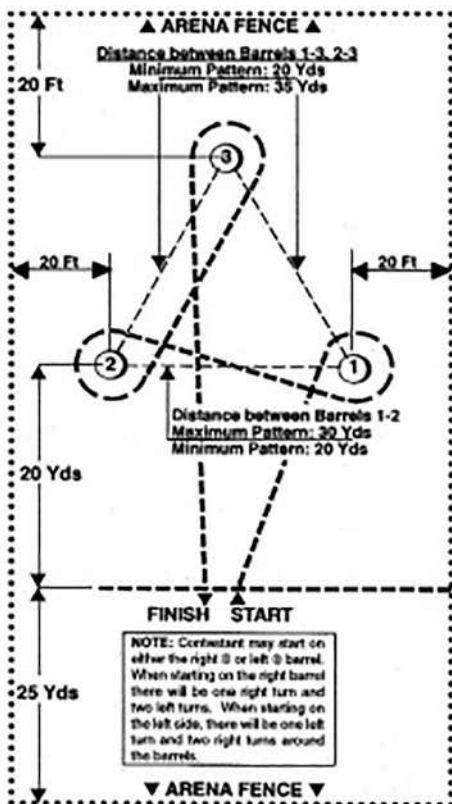 ▲ ARENA FENCE ▲
Distance between Barrels 1-3, 2-3
Minimum Pattern: 20 Yds
Maximum Pattern: 35 Yds
20 Ft
3
20 Ft
20 Ft
2
1
Distance between Barrels 1-2
Maximum Pattern: 30 Yds
Minimum Pattern: 20 Yds
20 Yds
FINISH START
NOTE: Contestant may start on
either the right or left barrel.
When starting on the right barrel
there will be one right turn and
two left turns. When starting on
the left side, there will be one left
turn and two right turns around
the barrels.
25 Yds
▼ ARENA FENCE ▼